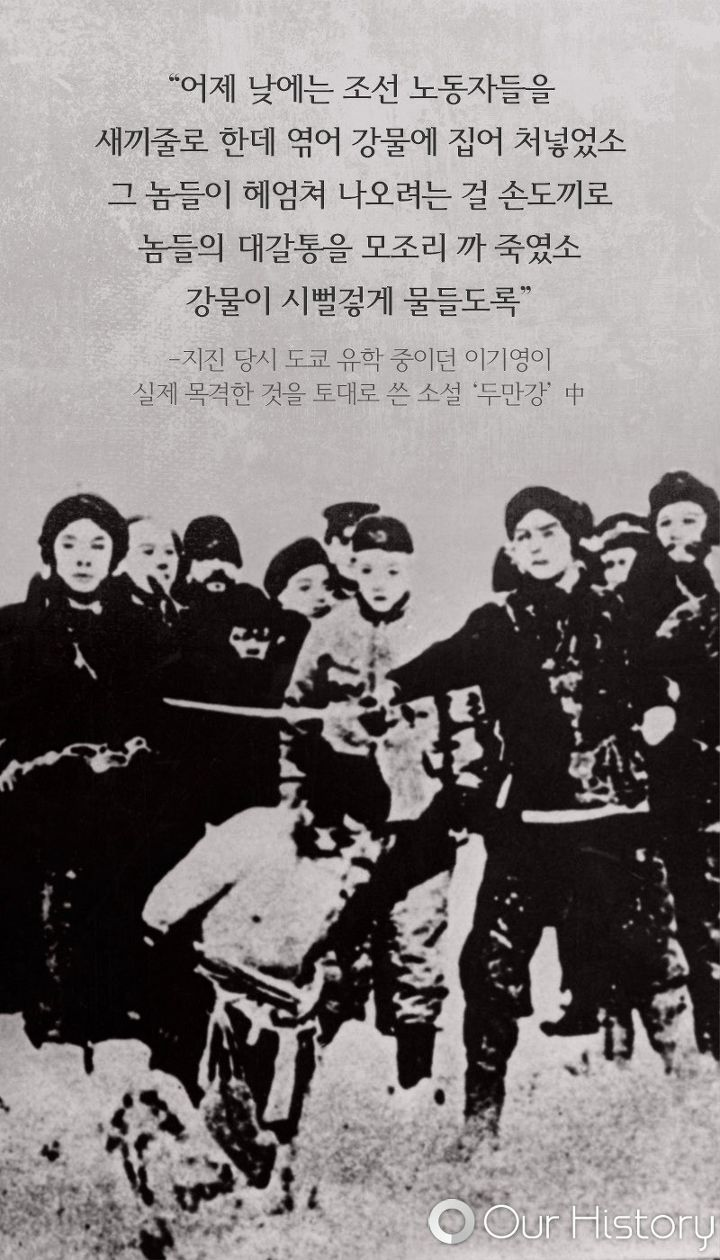 “어제 낮에는 조선 노동자들을
새끼줄로 한데 엮어 강물에 집어 처넣었소
그 놈들이 헤엄쳐 나오려는 걸 손도끼로
놈들의 대갈통을 모조리 까 죽였소
강물이 시뻘겋게 물들도록”
-지진 당시 도쿄 유학 중이던 이기영이
실제 목격한 것을 토대로 쓴 소설 ‘두만강’ 中
Our History